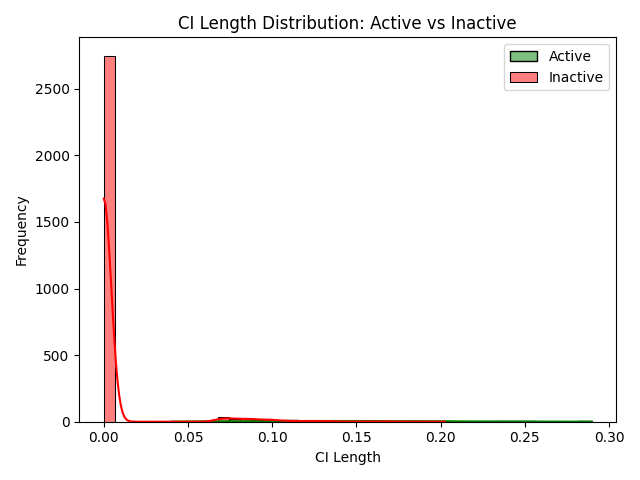 CI Length Distribution: Active vs Inactive
Active
Inactive
Frequency
2500
2000
1500
1000
500
0
0.00 0.05 0.10 0.15 0.20 0.25 0.30
CI Length